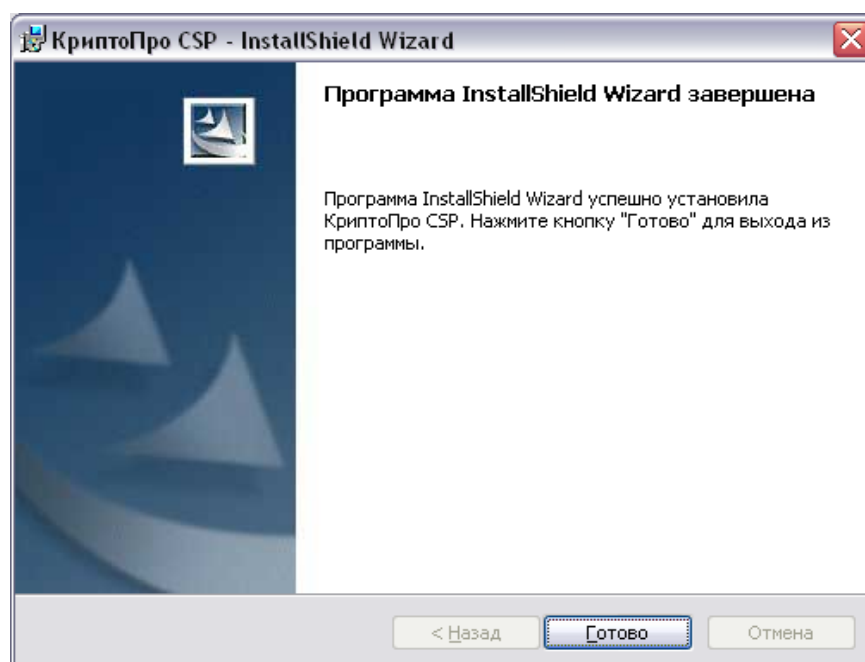 КриптоПро CSP - InstallShield Wizard
Программа InstallShield Wizard завершена
Программа InstallShield Wizard успешно установила
КриптоПро CSP. Нажмите кнопку "Готово" для выхода из
программы.
< Назад
Готово
Отмена